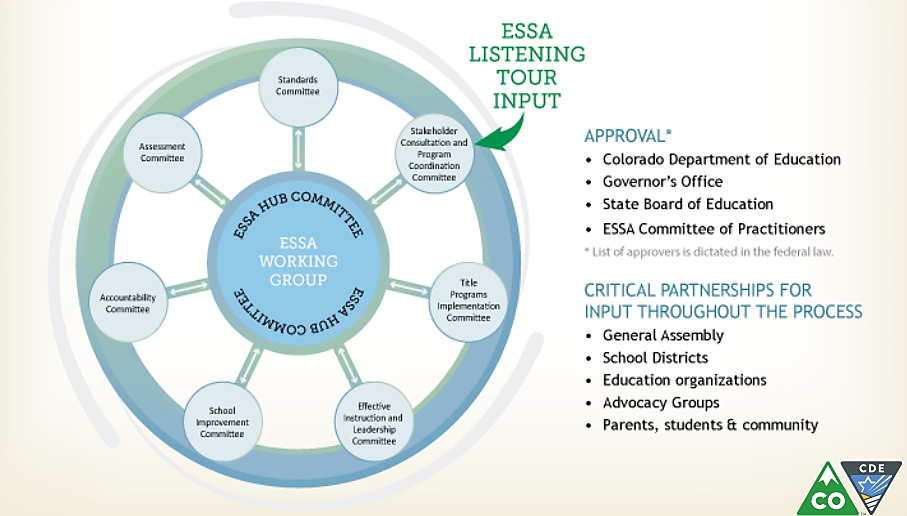 ESSA
LISTENING
TOUR
INPUT
Standards
Committee
Assessment
Committee
Stakeholder
Consultation and
Program
Coordination
Committee
ESSA HUB COMMITTEE
ESSA
WORKING
GROUP
ESSA HUB COMMITTEE
Accountability
Committee
Title
Programs
Implementation
Committee
School
Improvement
Committee
Effective
Instruction and
Leadership
Committee
APPROVAL*
• Colorado Department of Education
• Governor's Office
• State Board of Education
• ESSA Committee of Practitioners
* List of approvers is dictated in the federal law.
CRITICAL PARTNERSHIPS FOR
INPUT THROUGHOUT THE PROCESS
• General Assembly
• School Districts
• Education organizations
• Advocacy Groups
• Parents, students & community
CO
CDE
TM